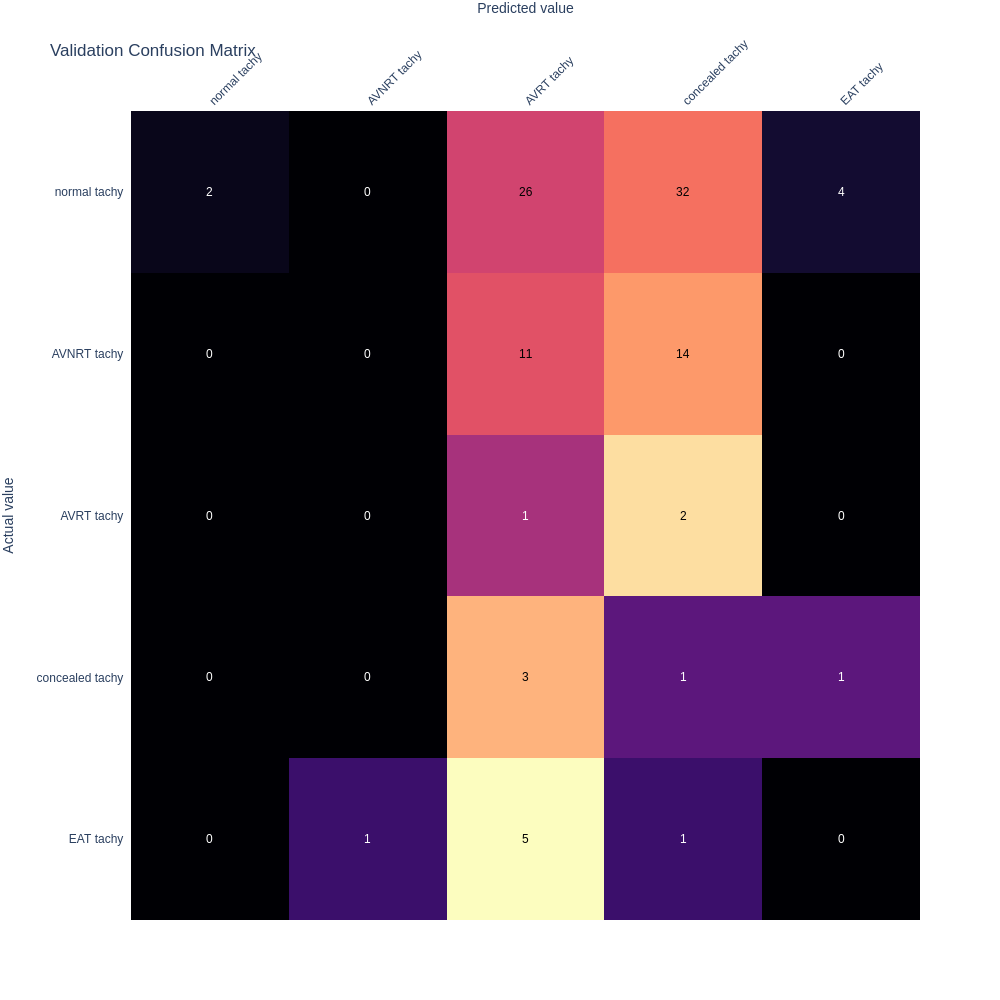 Predicted value
Validation Confusion Matrix
normal tachy
AVNRT tachy
AVRT tachy
concealed tachy
EAT tachy
normal tachy 2 0 26 32 4
AVNRT tachy 0 0 11 14 0
Actual value
AVRT tachy 0 0 1 2 0
concealed tachy 0 0 3 1 1
EAT tachy 0 1 5 1 0